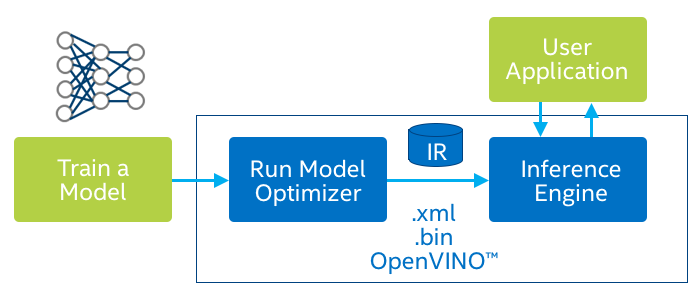 User
Application
Train a
Model
Run Model
Optimizer
IR
Inference
Engine
.xml
.bin
OpenVINO™